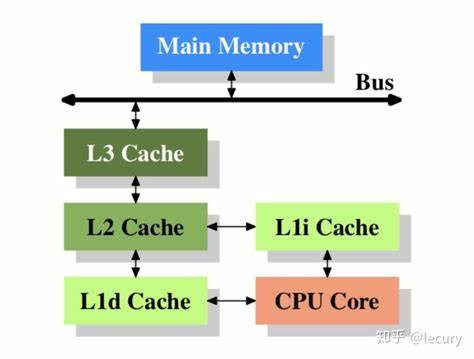 Main Memory
Bus
L3 Cache
L2 Cache
L1i Cache
L1d Cache
CPU Core
知乎 @lecury